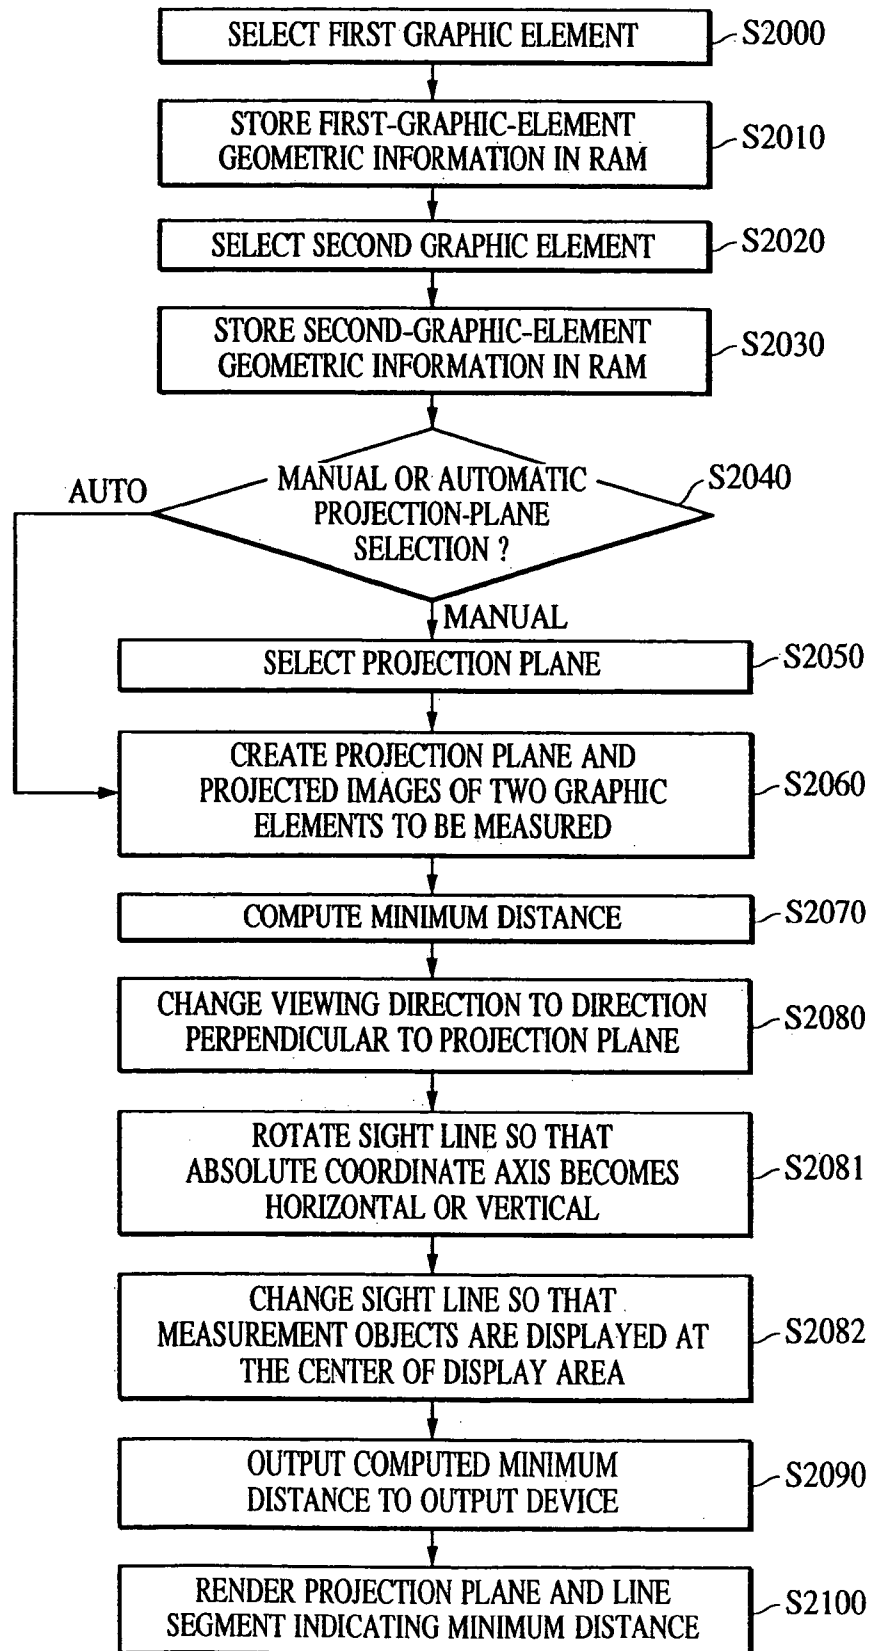 SELECT FIRST GRAPHIC ELEMENT
S2000
STORE FIRST-GRAPHIC-ELEMENT
GEOMETRIC INFORMATION IN RAM
S2010
SELECT SECOND GRAPHIC ELEMENT
S2020
STORE SECOND-GRAPHIC-ELEMENT
GEOMETRIC INFORMATION IN RAM
S2030
MANUAL OR AUTOMATIC
PROJECTION-PLANE
SELECTION ?
S2040
AUTO
MANUAL
SELECT PROJECTION PLANE
S2050
CREATE PROJECTION PLANE AND
PROJECTED IMAGES OF TWO GRAPHIC
ELEMENTS TO BE MEASURED
S2060
COMPUTE MINIMUM DISTANCE
S2070
CHANGE VIEWING DIRECTION TO DIRECTION
PERPENDICULAR TO PROJECTION PLANE
S2080
ROTATE SIGHT LINE SO THAT
ABSOLUTE COORDINATE AXIS BECOMES
HORIZONTAL OR VERTICAL
S2081
CHANGE SIGHT LINE SO THAT
MEASUREMENT OBJECTS ARE DISPLAYED AT
THE CENTER OF DISPLAY AREA
S2082
OUTPUT COMPUTED MINIMUM
DISTANCE TO OUTPUT DEVICE
S2090
RENDER PROJECTION PLANE AND LINE
SEGMENT INDICATING MINIMUM DISTANCE
S2100